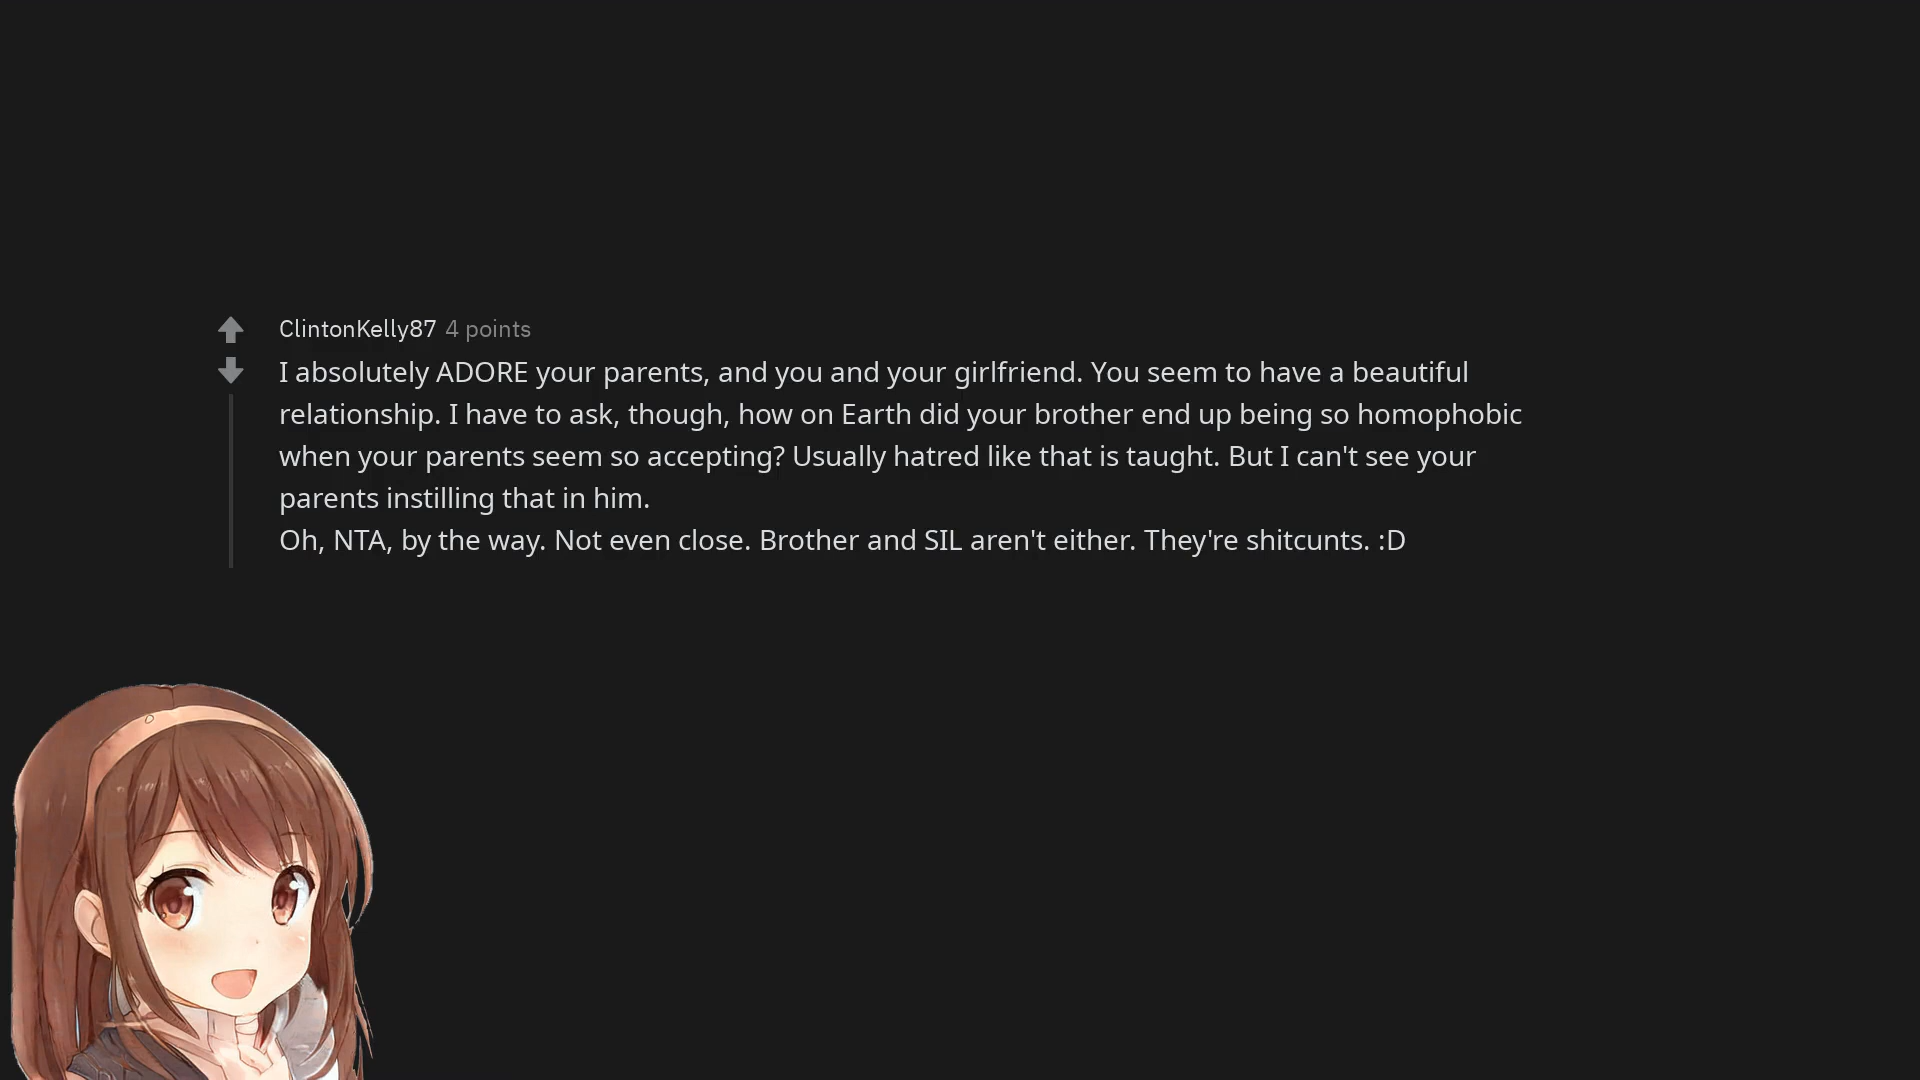 ClintonKelly87 4 points
I absolutely ADORE your parents, and you and your girlfriend. You seem to have a beautiful
relationship. I have to ask, though, how on Earth did your brother end up being so homophobic
when your parents seem so accepting? Usually hatred like that is taught. But I can't see your
parents instilling that in him.
Oh, NTA, by the way. Not even close. Brother and SIL aren't either. They're shitcunts. :D